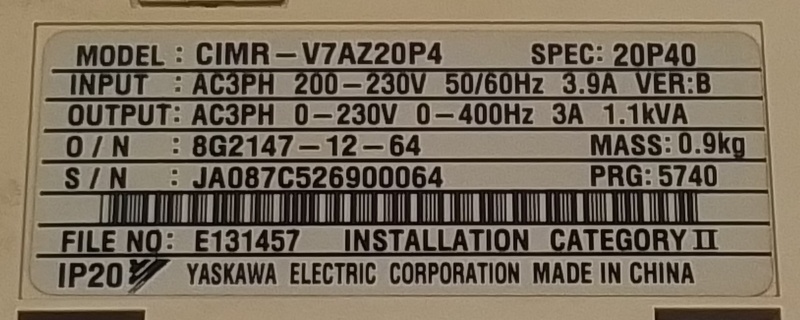 MODEL : CIMR-V7AZ20P4 SPEC: 20P40
INPUT : AC3PH 200-230V 50/60Hz 3.9A VER:B
OUTPUT: AC3PH 0-230V 0-400Hz 3A 1.1kVA
O/N : 8G2147-12-64 MASS: 0.9kg
S/N : JA087C526900064 PRG: 5740
FILE NO: E131457 INSTALLATION CATEGORY II
IP20 YASKAWA ELECTRIC CORPORATION MADE IN CHINA